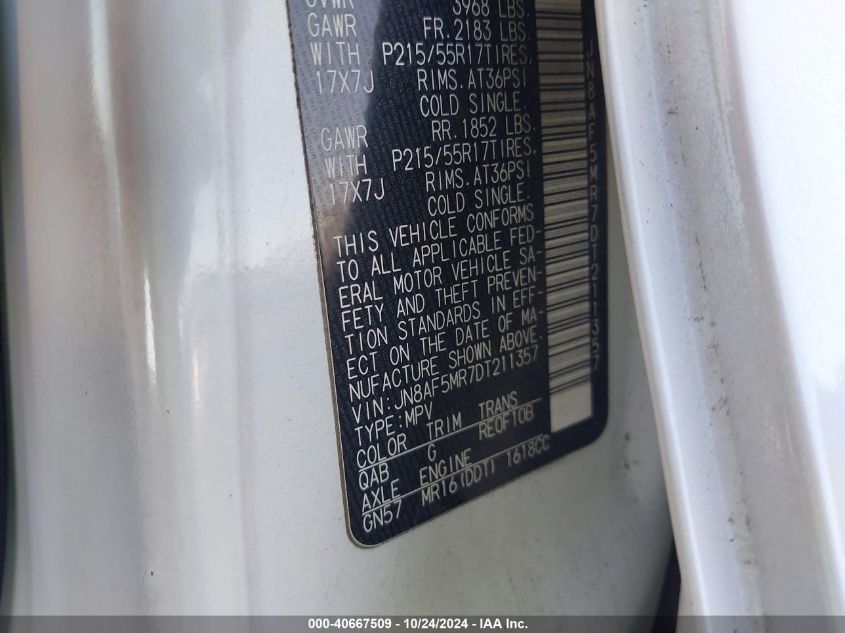 GVWR 3968 LBS.
GAWR FR. 2183 LBS.
WITH P215/55R17TIRES.
17X7J RIMS. AT36PSI
COLD SINGLE.
GAWR RR. 1852 LBS.
WITH P215/55R17TIRES.
17X7J RIMS. AT36PSI
COLD SINGLE.
THIS VEHICLE CONFORMS
TO ALL APPLICABLE FED-
ERAL MOTOR VEHICLE SA-
FETY AND THEFT PREVEN-
TION STANDARDS IN EFF-
ECT ON THE DATE OF MA-
NUFACTURE SHOWN ABOVE.
VIN:JN8AF5MR7DT211357
TYPE:MPV
COLOR TRIM TRANS
QAB G RE0F10B
AXLE ENGINE
GN57 MR16(DDT) 1618CC
JN8AF5MR7DT211357
000-40667509 - 10/24/2024 - IAA Inc.